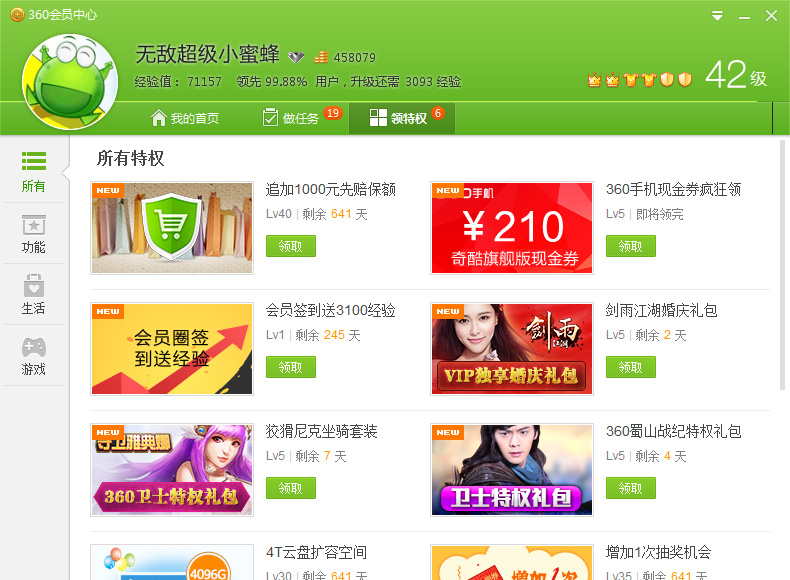 360会员中心
无敌超级小蜜蜂 458079
经验值：71157 领先 99.88% 用户，升级还需 3093 经验
42级
我的首页 做任务 19 领特权 6
所有
功能
生活
游戏
所有特权
NEW
追加1000元先赔保额
Lv40 | 剩余 641 天
领取
NEW
手机
￥210
奇酷旗舰版现金券
360手机现金券疯狂领
Lv5 | 即将领完
领取
NEW
会员圈签
到送经验
会员签到送3100经验
Lv1 | 剩余 245 天
领取
NEW
剑雨
江湖
VIP独享婚庆礼包
剑雨江湖婚庆礼包
Lv5 | 剩余 2 天
领取
NEW
守卫雅典娜
360卫士特权礼包
狡猾尼克坐骑套装
Lv5 | 剩余 7 天
领取
NEW
卫士特权礼包
360蜀山战纪特权礼包
Lv5 | 剩余 4 天
领取
4096G
4T云盘扩容空间
Lv30 | 剩余 641 天
增加1次
增加1次抽奖机会
Lv35 | 剩余 641 天